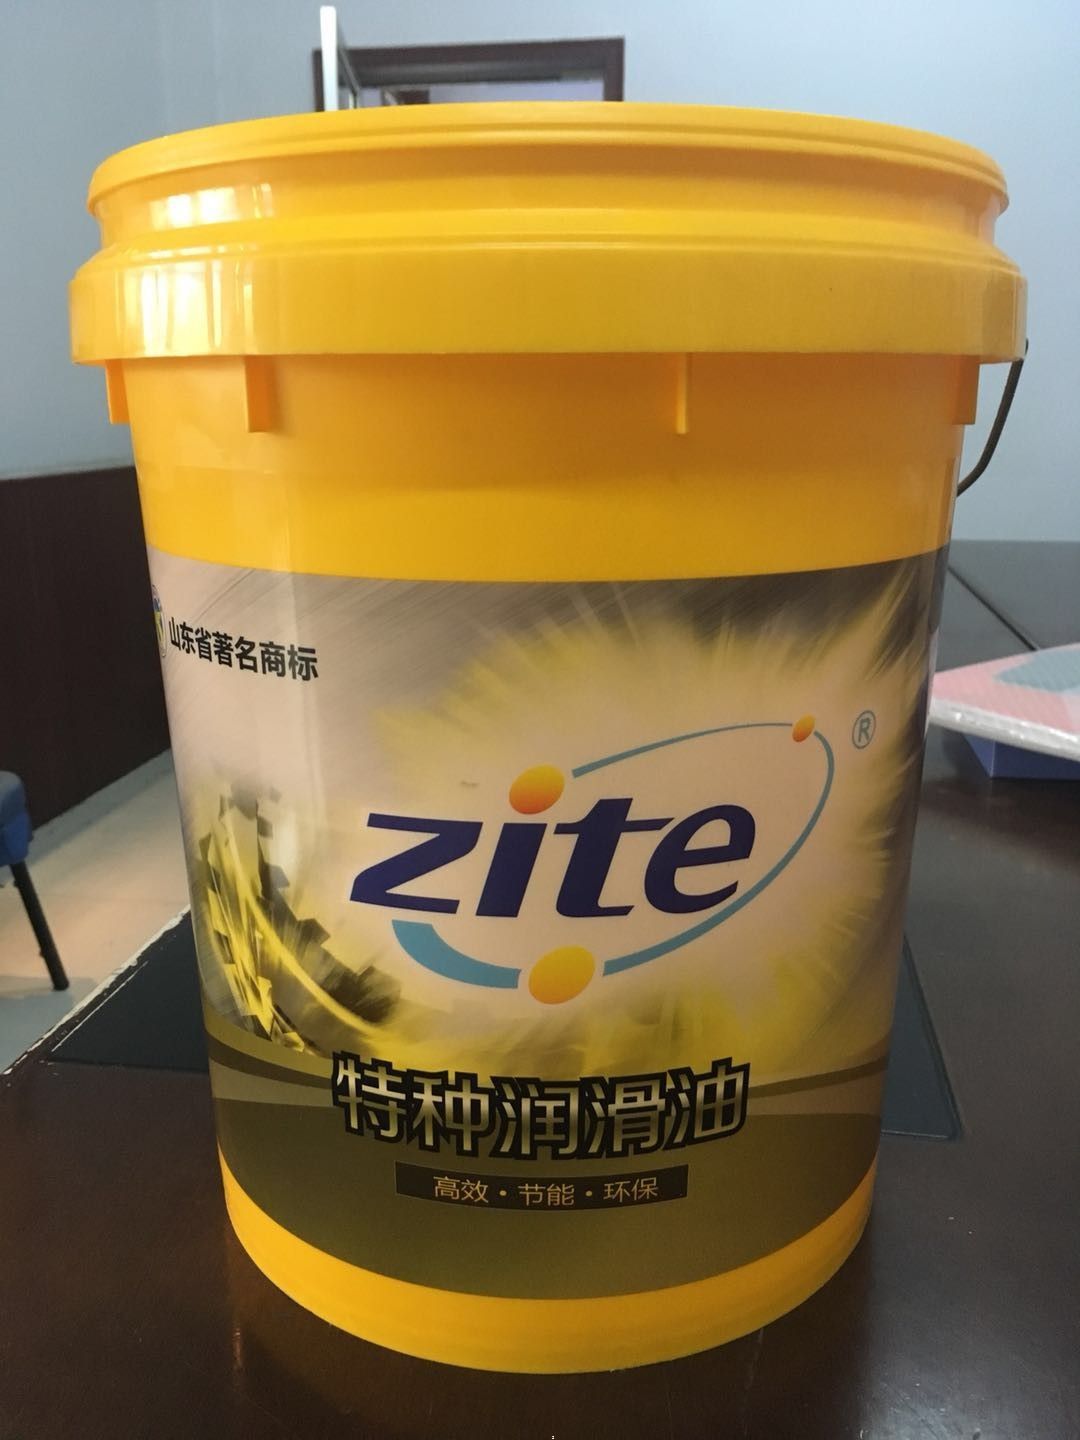 山东省著名商标
zite®
特种润滑油
高效·节能·环保